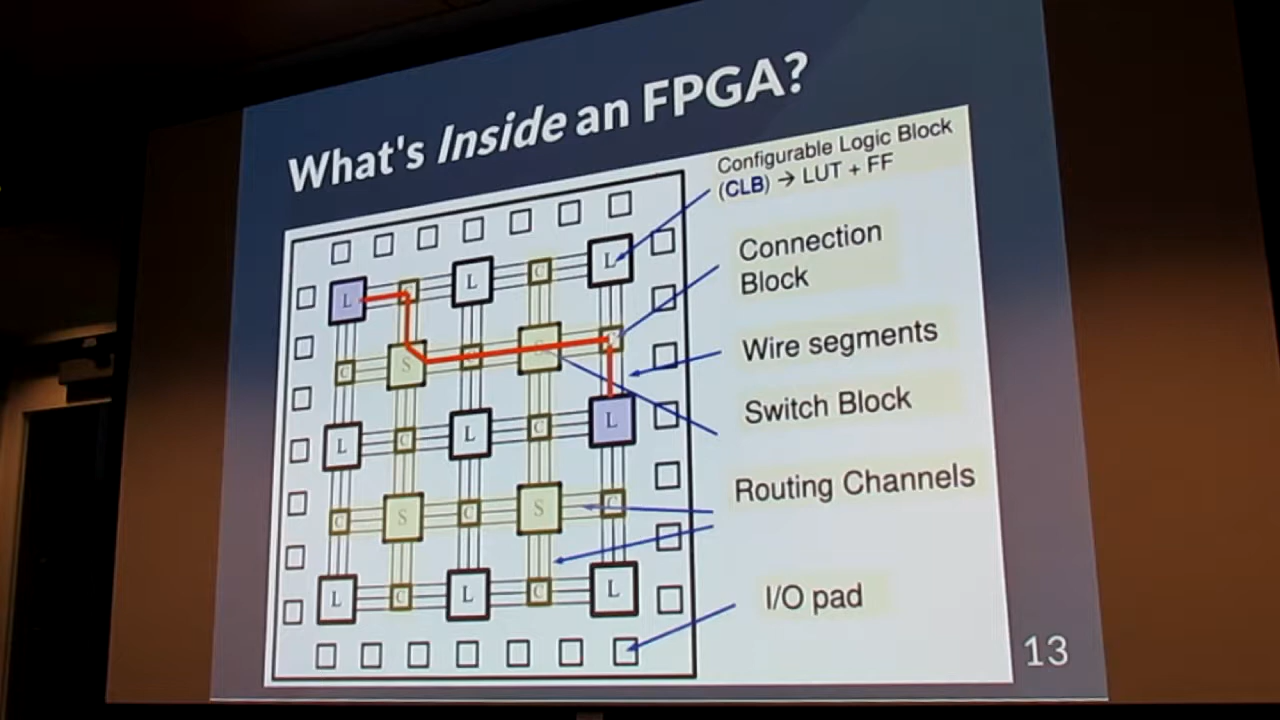 What's Inside an FPGA?
Configurable Logic Block
(CLB) → LUT + FF
Connection
Block
Wire segments
Switch Block
Routing Channels
I/O pad
L C L C L
C S C S C
L C L C L
C S C S C
L C L C L
13